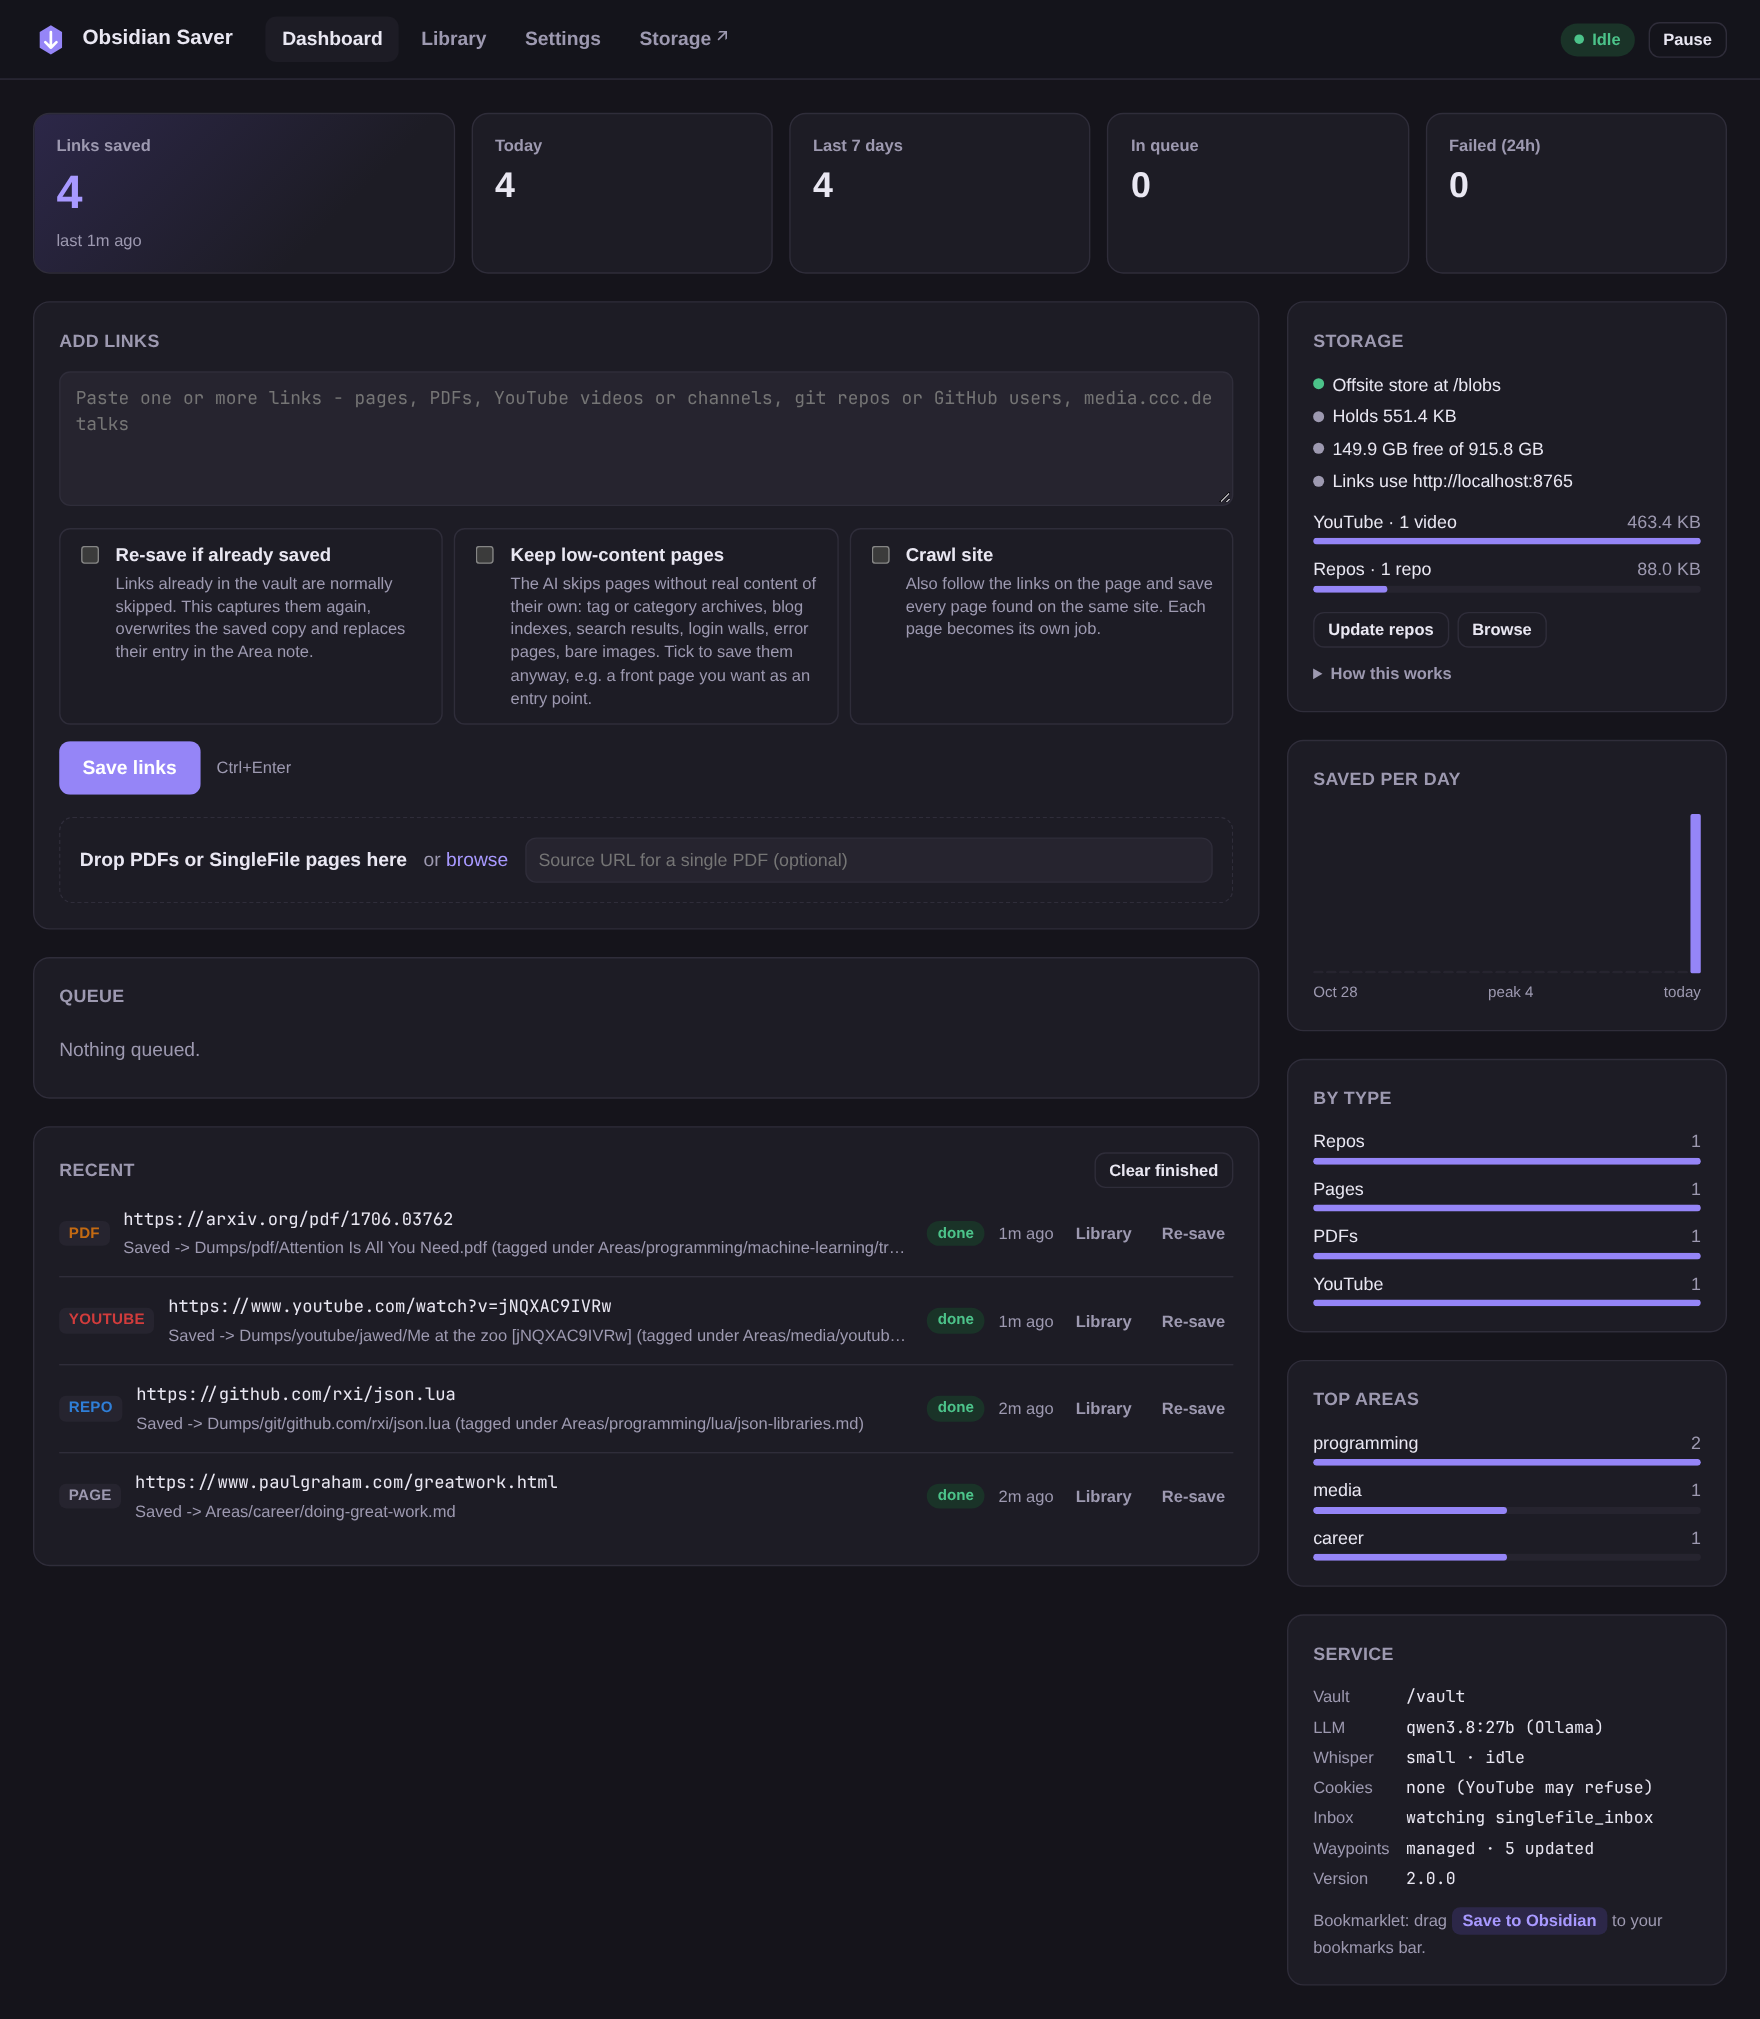 Obsidian Saver
Dashboard
Library
Settings
Storage ↗
Idle
Pause
Links saved
4
last 1m ago
Today
4
Last 7 days
4
In queue
0
Failed (24h)
0
ADD LINKS
Paste one or more links - pages, PDFs, YouTube videos or channels, git repos or GitHub users, media.ccc.de
talks
Re-save if already saved
Links already in the vault are normally
skipped. This captures them again,
overwrites the saved copy and replaces
their entry in the Area note.
Keep low-content pages
The AI skips pages without real content of
their own: tag or category archives, blog
indexes, search results, login walls, error
pages, bare images. Tick to save them
anyway, e.g. a front page you want as an
entry point.
Crawl site
Also follow the links on the page and save
every page found on the same site. Each
page becomes its own job.
Save links
Ctrl+Enter
Drop PDFs or SingleFile pages here or browse
Source URL for a single PDF (optional)
QUEUE
Nothing queued.
RECENT
Clear finished
PDF
https://arxiv.org/pdf/1706.03762
Saved -> Dumps/pdf/Attention Is All You Need.pdf (tagged under Areas/programming/machine-learning/tr…
done
1m ago
Library
Re-save
YOUTUBE
https://www.youtube.com/watch?v=jNQXAC9IVRw
Saved -> Dumps/youtube/jawed/Me at the zoo [jNQXAC9IVRw] (tagged under Areas/media/youtub…
done
1m ago
Library
Re-save
REPO
https://github.com/rxi/json.lua
Saved -> Dumps/git/github.com/rxi/json.lua (tagged under Areas/programming/lua/json-libraries.md)
done
2m ago
Library
Re-save
PAGE
https://www.paulgraham.com/greatwork.html
Saved -> Areas/career/doing-great-work.md
done
2m ago
Library
Re-save
STORAGE
Offsite store at /blobs
Holds 551.4 KB
149.9 GB free of 915.8 GB
Links use http://localhost:8765
YouTube · 1 video 463.4 KB
Repos · 1 repo 88.0 KB
Update repos
Browse
How this works
SAVED PER DAY
Oct 28 peak 4 today
BY TYPE
Repos 1
Pages 1
PDFs 1
YouTube 1
TOP AREAS
programming 2
media 1
career 1
SERVICE
Vault /vault
LLM qwen3.8:27b (Ollama)
Whisper small · idle
Cookies none (YouTube may refuse)
Inbox watching singlefile_inbox
Waypoints managed · 5 updated
Version 2.0.0
Bookmarklet: drag Save to Obsidian to your
bookmarks bar.